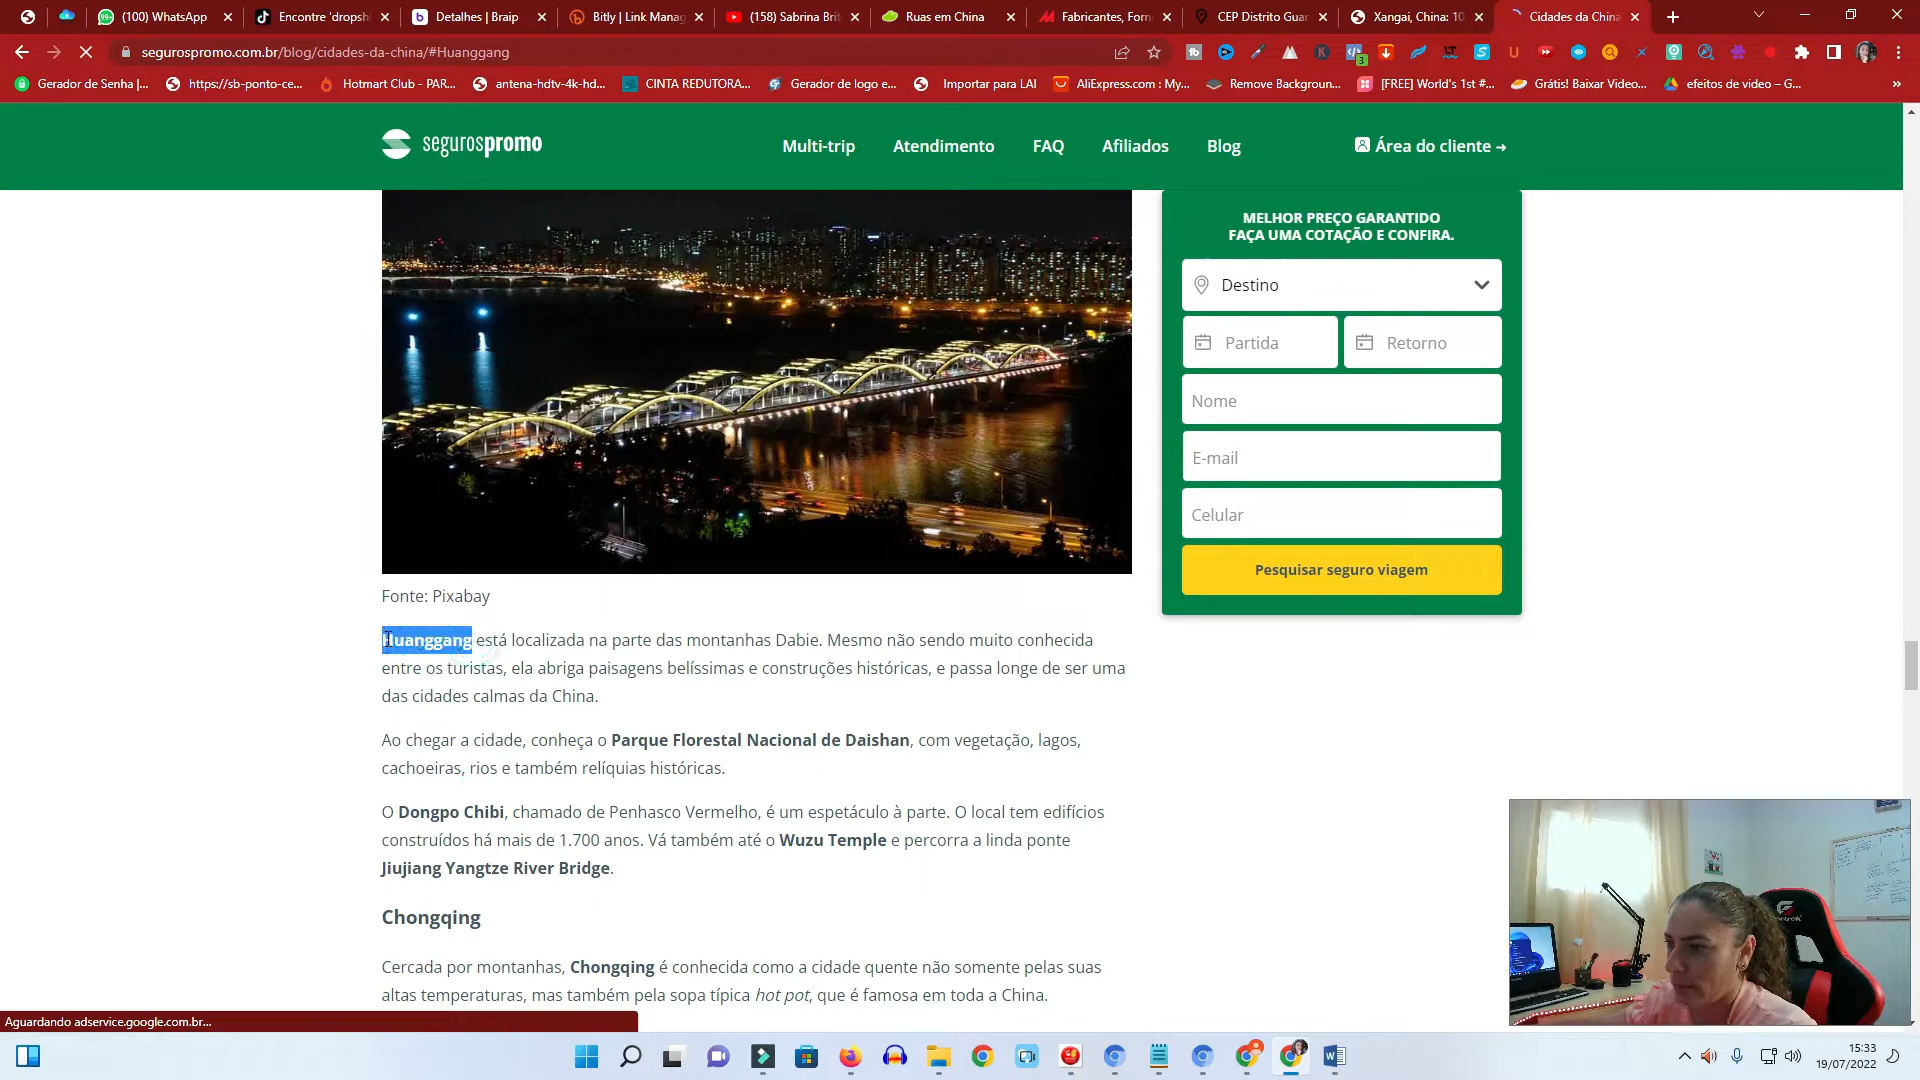 (100) WhatsApp
Encontre 'dropshi
Detalhes | Braip
Bitly | Link Manag
(158) Sabrina Brit
Ruas em China
Fabricantes, Forn
CEP Distrito Guar
Xangai, China: 10
Cidades da China
segurospromo.com.br/blog/cidades-da-china/#Huanggang
Gerador de Senha |...
https://sb-ponto-ce...
Hotmart Club - PAR...
antena-hdtv-4k-hd...
CINTA REDUTORA...
Gerador de logo e...
Importar para LAI
AliExpress.com : My...
Remove Backgroun...
[FREE] World's 1st #...
Grátis! Baixar Video...
efeitos de video – G...
segurospromo
Multi-trip
Atendimento
FAQ
Afiliados
Blog
Área do cliente
MELHOR PREÇO GARANTIDO
FAÇA UMA COTAÇÃO E CONFIRA.
Destino
Partida
Retorno
Nome
E-mail
Celular
Pesquisar seguro viagem
Fonte: Pixabay
Huanggang está localizada na parte das montanhas Dabie. Mesmo não sendo muito conhecida
entre os turistas, ela abriga paisagens belíssimas e construções históricas, e passa longe de ser uma
das cidades calmas da China.
Ao chegar a cidade, conheça o Parque Florestal Nacional de Daishan, com vegetação, lagos,
cachoeiras, rios e também relíquias históricas.
O Dongpo Chibi, chamado de Penhasco Vermelho, é um espetáculo à parte. O local tem edifícios
construídos há mais de 1.700 anos. Vá também até o Wuzu Temple e percorra a linda ponte
Jiujiang Yangtze River Bridge.
Chongqing
Cercada por montanhas, Chongqing é conhecida como a cidade quente não somente pelas suas
altas temperaturas, mas também pela sopa típica hot pot, que é famosa em toda a China.
Aguardando adservice.google.com.br...
15:33
19/07/2022